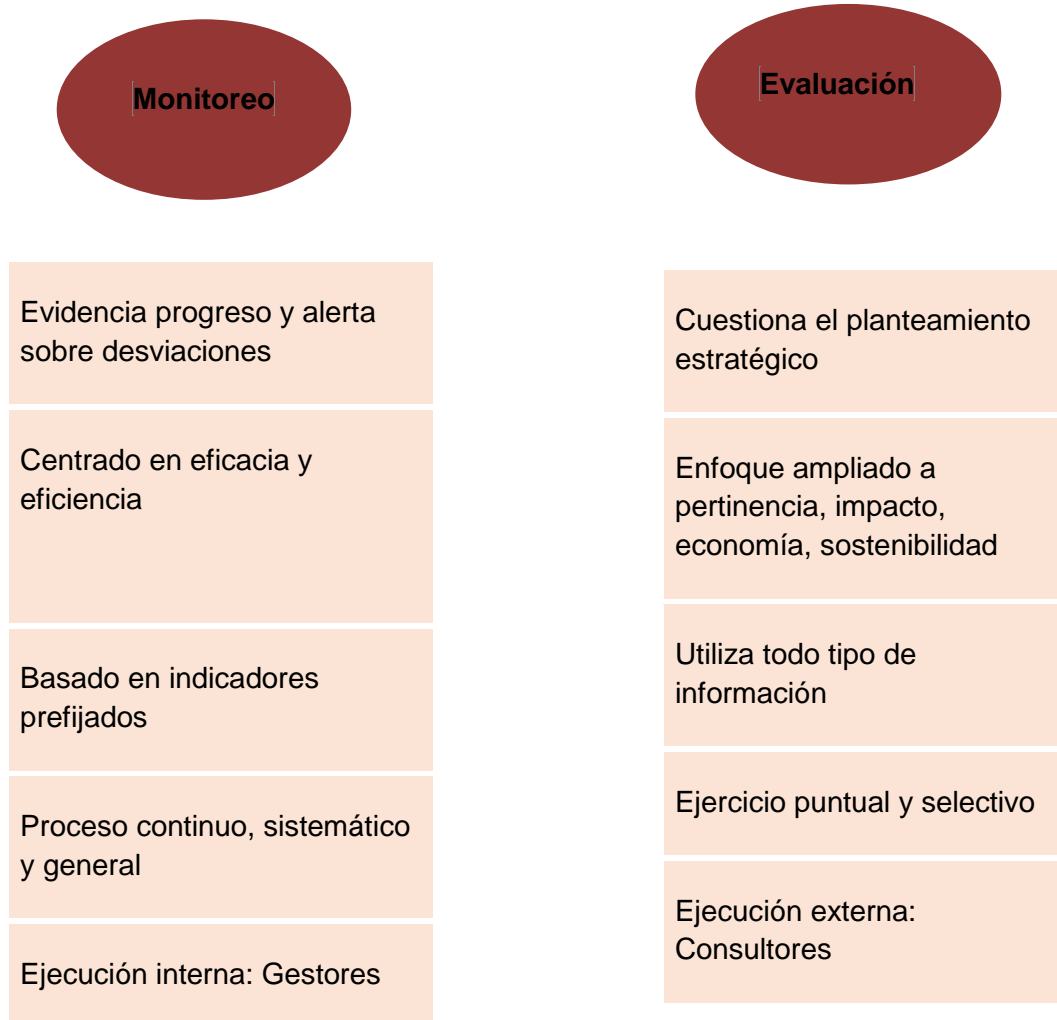 Monitoreo
Evidencia progreso y alerta
sobre desviaciones
Centrado en eficacia y
eficiencia
Basado en indicadores
prefijados
Proceso continuo, sistemático
y general
Ejecución interna: Gestores
Evaluación
Cuestiona el planteamiento
estratégico
Enfoque ampliado a
pertinencia, impacto,
economía, sostenibilidad
Utiliza todo tipo de
información
Ejercicio puntual y selectivo
Ejecución externa:
Consultores